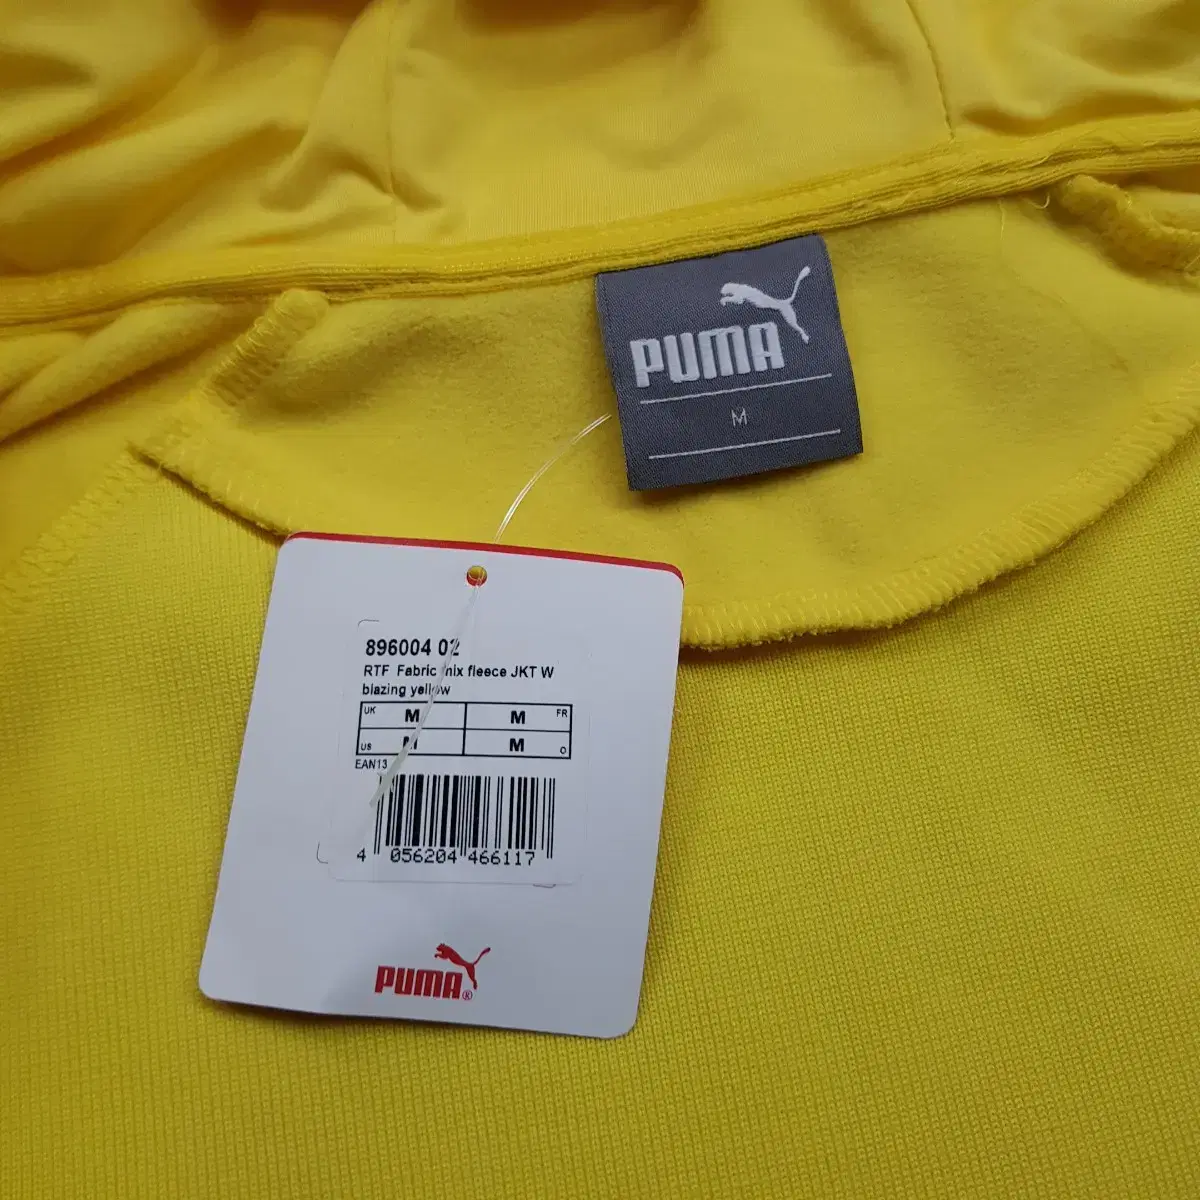 PUMA
M
896004 02
RTF Fabric mix fleece JKT W
blazing yellow
UK M M FR
US M M O
EAN13
4 056204 466117
PUMA®